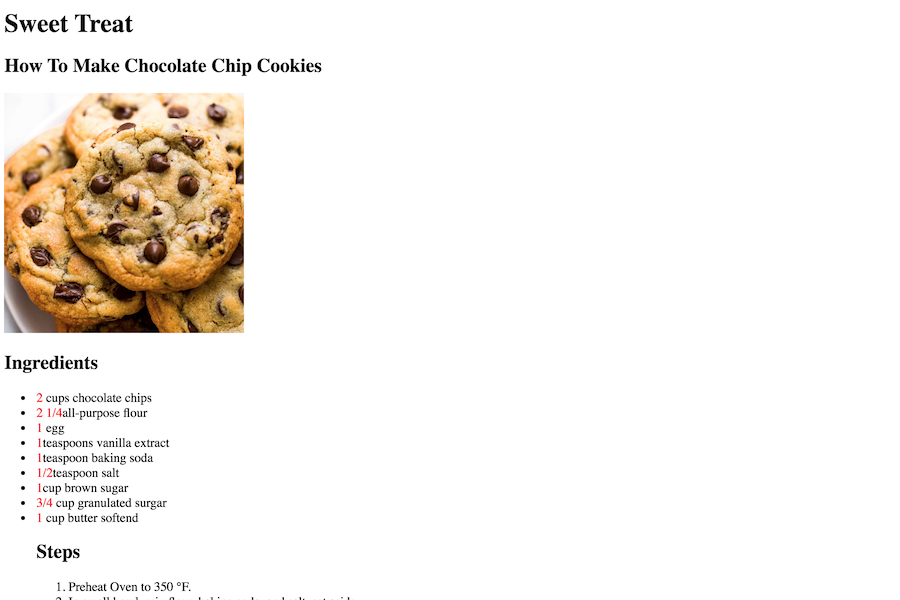 Sweet Treat
How To Make Chocolate Chip Cookies
Ingredients
2 cups chocolate chips
2 1/4all-purpose flour
1 egg
1teaspoons vanilla extract
1teaspoon baking soda
1/2teaspoon salt
1cup brown sugar
3/4 cup granulated surgar
1 cup butter softend
Steps
1. Preheat Oven to 350 °F.